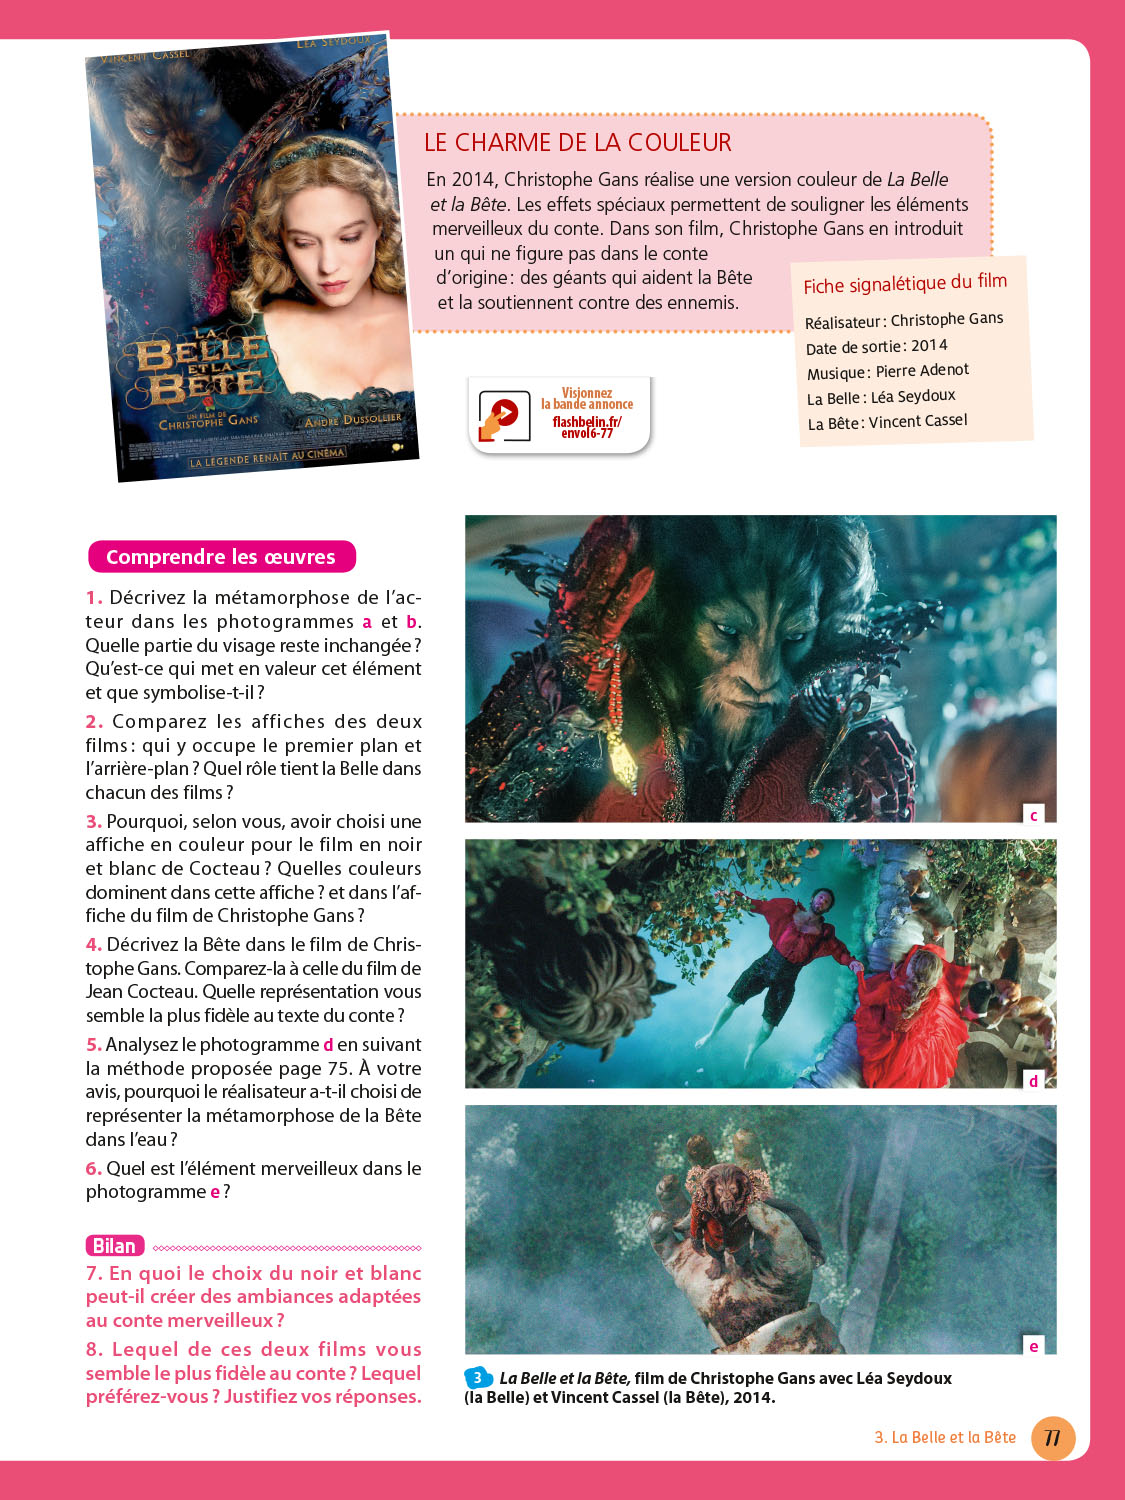 VINCENT CASSEL
LÉA SEYDOUX
LA
BELLE
ET LA
BÊTE
UN FILM DE
CHRISTOPHE GANS
ANDRÉ DUSSOLLIER
LA LÉGENDE RENAÎT AU CINÉMA
LE CHARME DE LA COULEUR
En 2014, Christophe Gans réalise une version couleur de La Belle
et la Bête. Les effets spéciaux permettent de souligner les éléments
merveilleux du conte. Dans son film, Christophe Gans en introduit
un qui ne figure pas dans le conte
d’origine : des géants qui aident la Bête
et la soutiennent contre des ennemis.
Fiche signalétique du film
Réalisateur : Christophe Gans
Date de sortie : 2014
Musique : Pierre Adenot
La Belle : Léa Seydoux
La Bête : Vincent Cassel
Visionnez
la bande annonce
flashbelin.fr/
envol6-77
Comprendre les œuvres
1. Décrivez la métamorphose de l’ac-
teur dans les photogrammes a et b.
Quelle partie du visage reste inchangée ?
Qu’est-ce qui met en valeur cet élément
et que symbolise-t-il ?
2. Comparez les affiches des deux
films : qui y occupe le premier plan et
l’arrière-plan ? Quel rôle tient la Belle dans
chacun des films ?
3. Pourquoi, selon vous, avoir choisi une
affiche en couleur pour le film en noir
et blanc de Cocteau ? Quelles couleurs
dominent dans cette affiche ? et dans l’af-
fiche du film de Christophe Gans ?
4. Décrivez la Bête dans le film de Chris-
tophe Gans. Comparez-la à celle du film de
Jean Cocteau. Quelle représentation vous
semble la plus fidèle au texte du conte ?
5. Analysez le photogramme d en suivant
la méthode proposée page 75. À votre
avis, pourquoi le réalisateur a-t-il choisi de
représenter la métamorphose de la Bête
dans l’eau ?
6. Quel est l’élément merveilleux dans le
photogramme e ?
Bilan
7. En quoi le choix du noir et blanc
peut-il créer des ambiances adaptées
au conte merveilleux ?
8. Lequel de ces deux films vous
semble le plus fidèle au conte ? Lequel
préférez-vous ? Justifiez vos réponses.
c
d
e
3 La Belle et la Bête, film de Christophe Gans avec Léa Seydoux
(la Belle) et Vincent Cassel (la Bête), 2014.
3. La Belle et la Bête
77